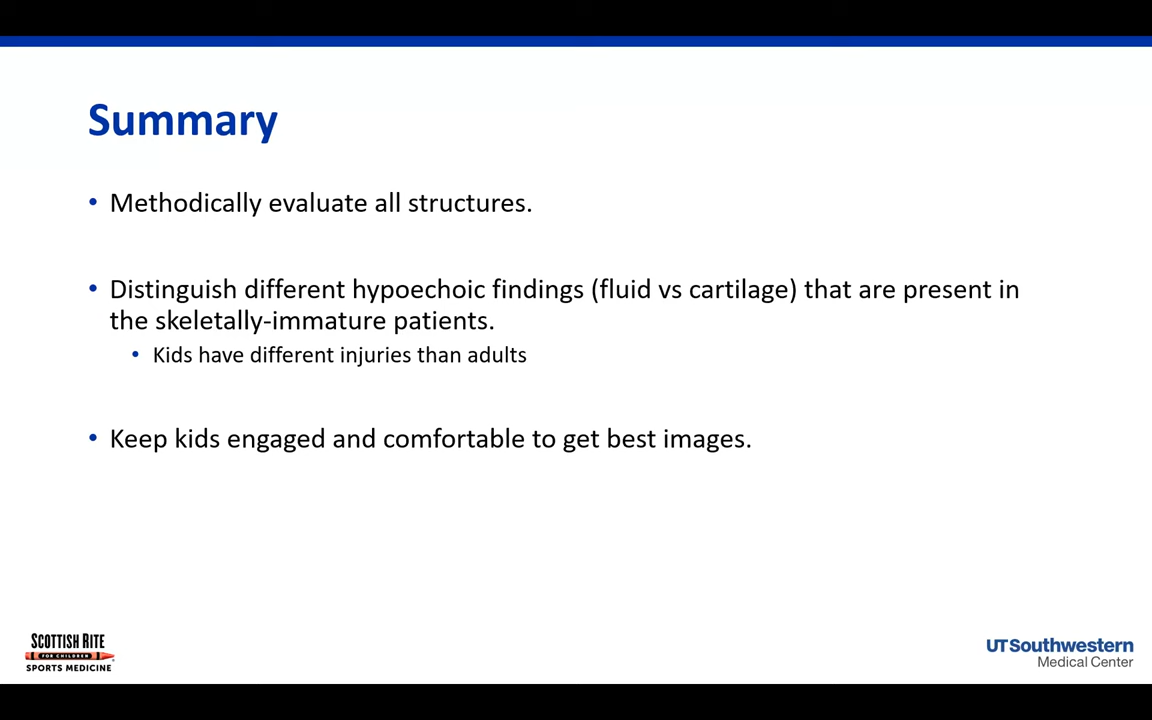 Summary
• Methodically evaluate all structures.
• Distinguish different hypoechoic findings (fluid vs cartilage) that are present in
the skeletally-immature patients.
• Kids have different injuries than adults
• Keep kids engaged and comfortable to get best images.
SCOTTISH RITE
FOR CHILDREN
SPORTS MEDICINE
UTSouthwestern
Medical Center